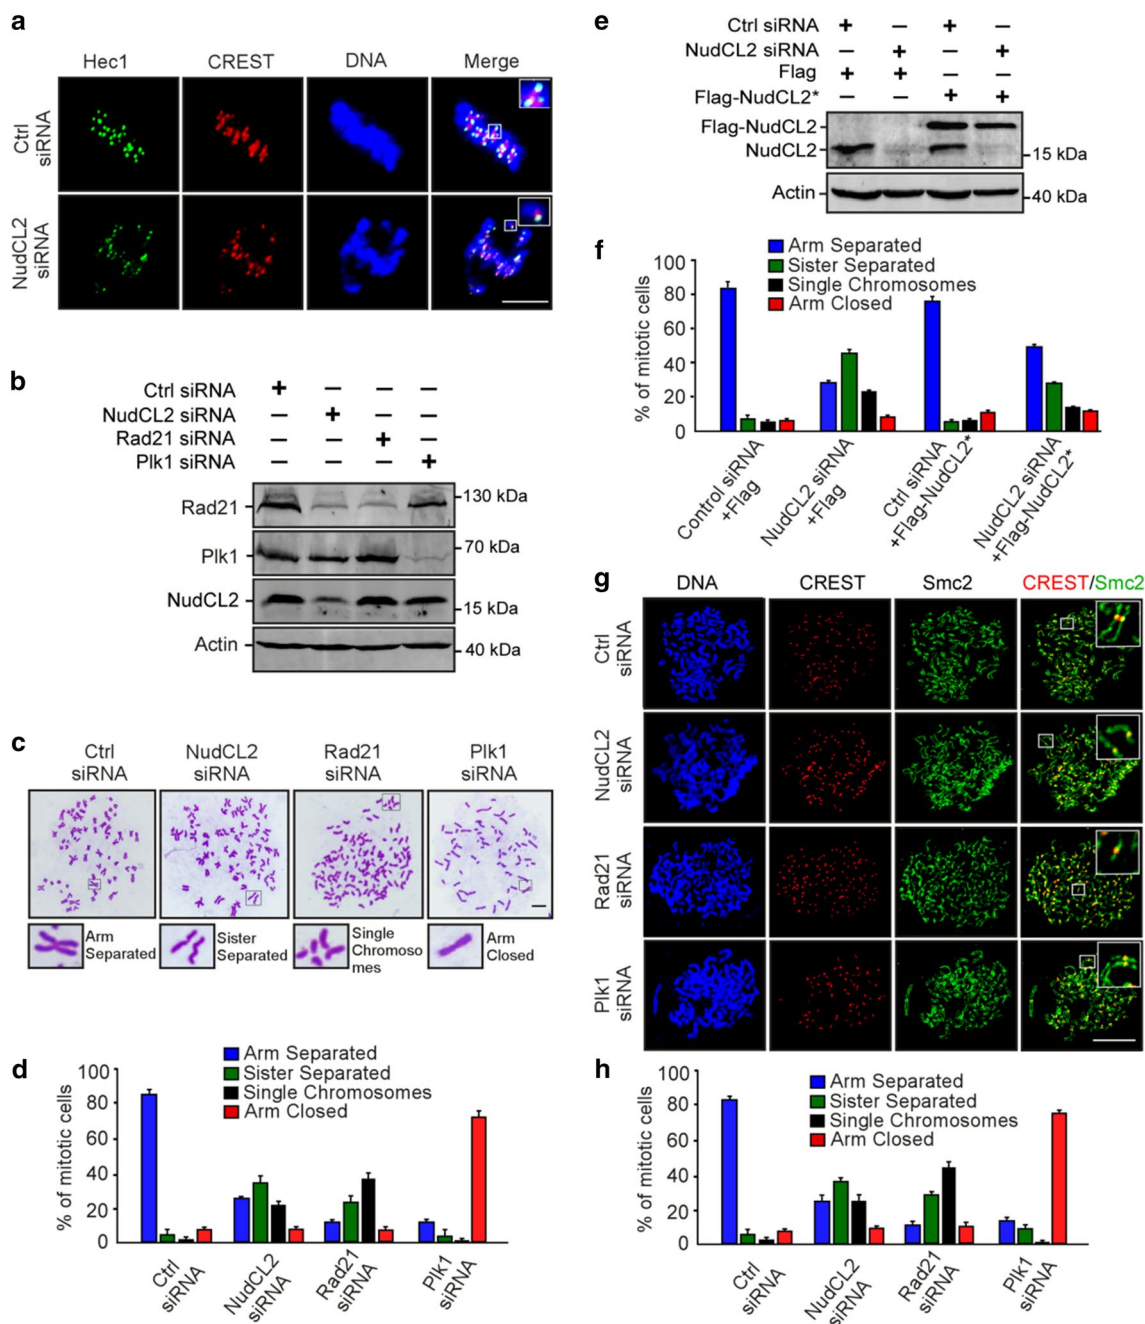 a
Hec1 CREST DNA Merge
Ctrl siRNA
NudCL2 siRNA
b
Ctrl siRNA + – – –
NudCL2 siRNA – + – –
Rad21 siRNA – – + –
Plk1 siRNA – – – +
Rad21 130 kDa
Plk1 70 kDa
NudCL2 15 kDa
Actin 40 kDa
c
Ctrl siRNA NudCL2 siRNA Rad21 siRNA Plk1 siRNA
Arm Separated
Sister Separated
Single Chromosomes
Arm Closed
d
Arm Separated
Sister Separated
Single Chromosomes
Arm Closed
% of mitotic cells
100
80
60
40
20
0
Ctrl siRNA
NudCL2 siRNA
Rad21 siRNA
Plk1 siRNA
e
Ctrl siRNA + – + –
NudCL2 siRNA – + – +
Flag + + – –
Flag-NudCL2* – – + +
Flag-NudCL2
NudCL2 15 kDa
Actin 40 kDa
f
Arm Separated
Sister Separated
Single Chromosomes
Arm Closed
% of mitotic cells
100
80
60
40
20
0
Control siRNA +Flag
NudCL2 siRNA +Flag
Ctrl siRNA +Flag-NudCL2*
NudCL2 siRNA +Flag-NudCL2*
g
DNA CREST Smc2 CREST/Smc2
Ctrl siRNA
NudCL2 siRNA
Rad21 siRNA
Plk1 siRNA
h
Arm Separated
Sister Separated
Single Chromosomes
Arm Closed
% of mitotic cells
100
80
60
40
20
0
Ctrl siRNA
NudCL2 siRNA
Rad21 siRNA
Plk1 siRNA